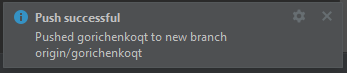 Push successful
Pushed gorichenkoqt to new branch
origin/gorichenkoqt